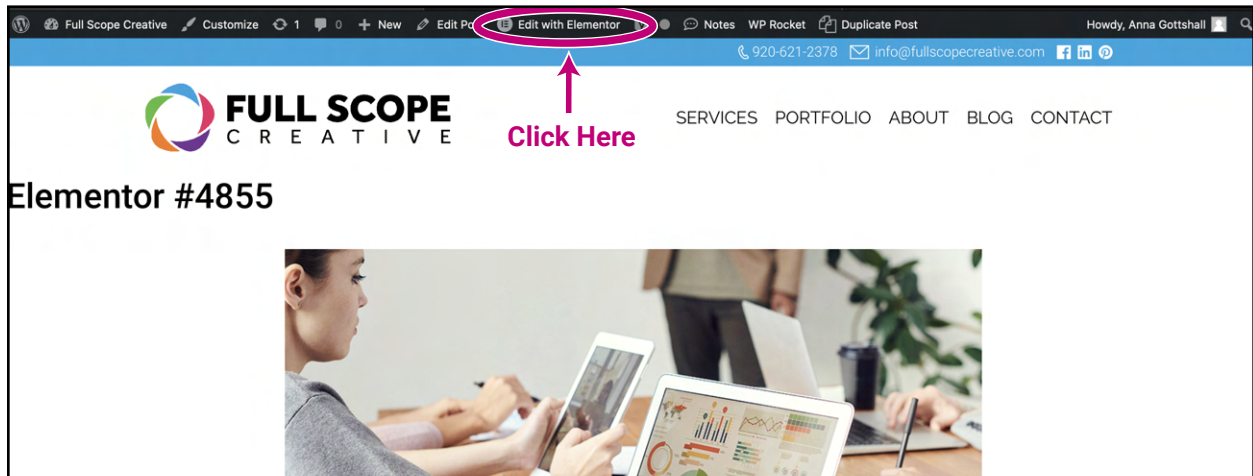 Full Scope Creative Customize 1 0 New Edit Po Edit with Elementor Notes WP Rocket Duplicate Post Howdy, Anna Gottshall
920-621-2378 info@fullscopecreative.com
FULL SCOPE
CREATIVE
SERVICES PORTFOLIO ABOUT BLOG CONTACT
Click Here
Elementor #4855